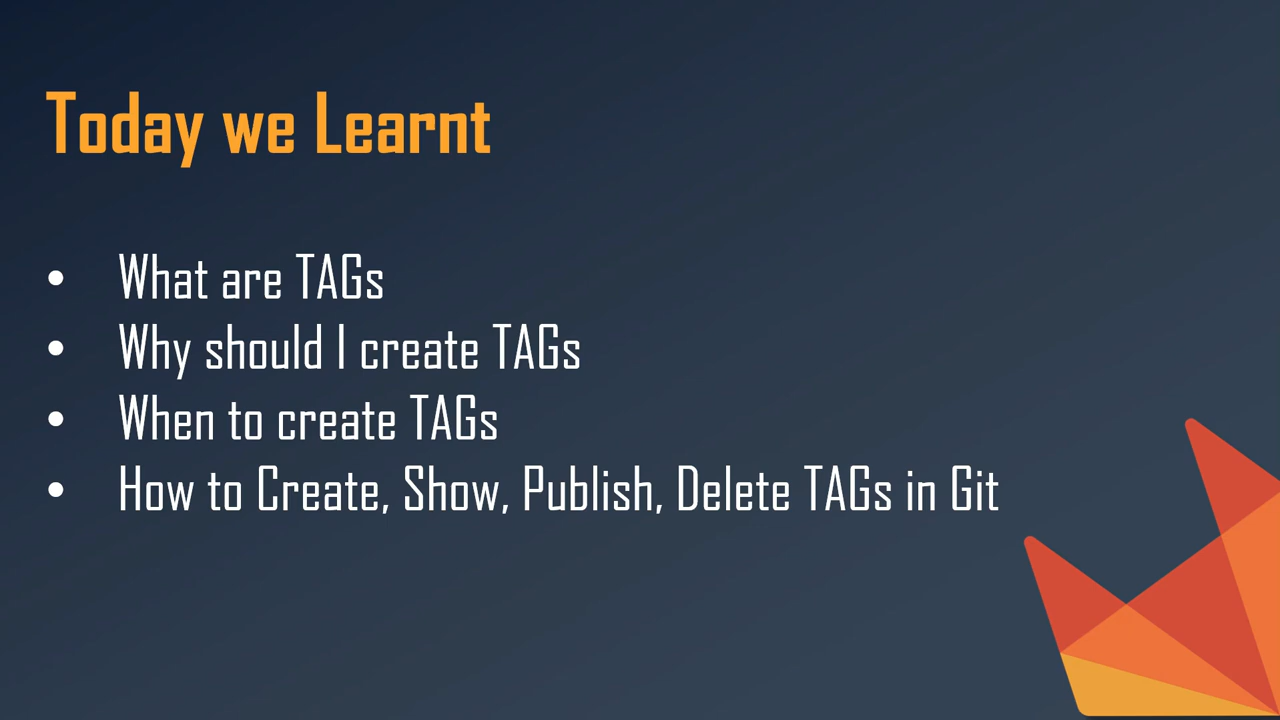 Today we Learnt
• What are TAGs
• Why should I create TAGs
• When to create TAGs
• How to Create, Show, Publish, Delete TAGs in Git